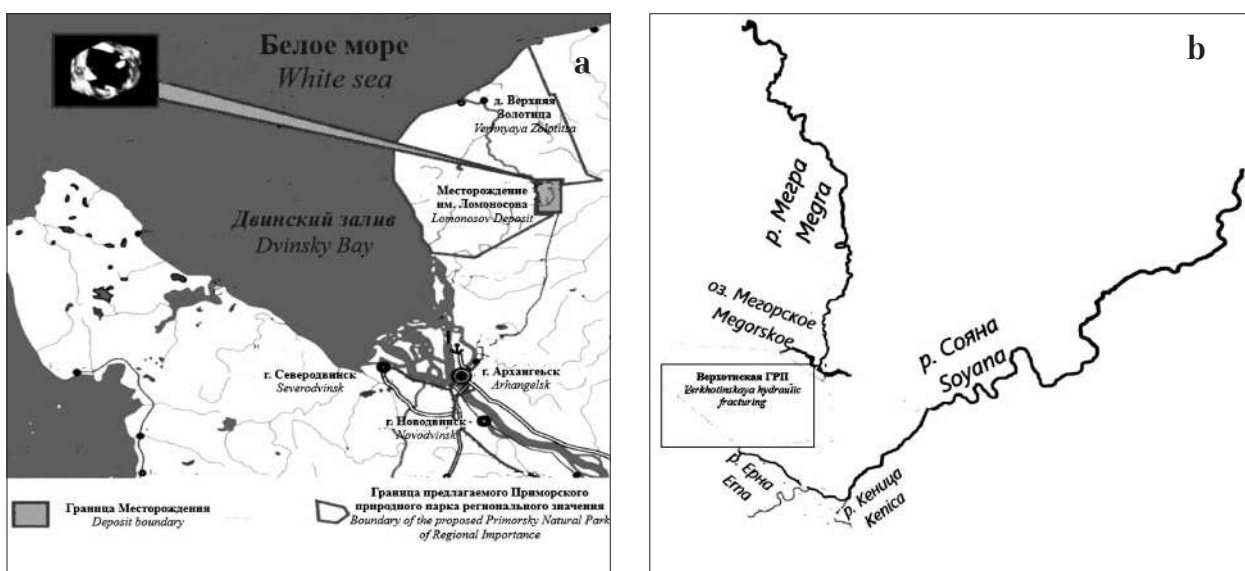 Белое море
White sea
a
д. Верхняя
Золотица
Vernnyaya Zolotitsa
Месторождение
им. Ломоносова
Lomonosov Deposit
Двинский залив
Dvinsky Bay
г. Северодвинск
Severodvinsk
г. Архангеьск
Arhangelsk
г. Новодвинск
Novodvinsk
Граница Месторождения
Deposit boundary
Граница предлагаемого Приморского
природного парка регионального значения
Boundary of the proposed Primorsky Natural Park
of Regional Importance
b
р. Мегра
Megra
оз. Мегорское
Megorskoe
р. Сояна
Soyana
Верхотинская ГРП
Verkhotinskaya hydraulic
fracturing
р. Ерна
Erna
р. Кеница
Kenica